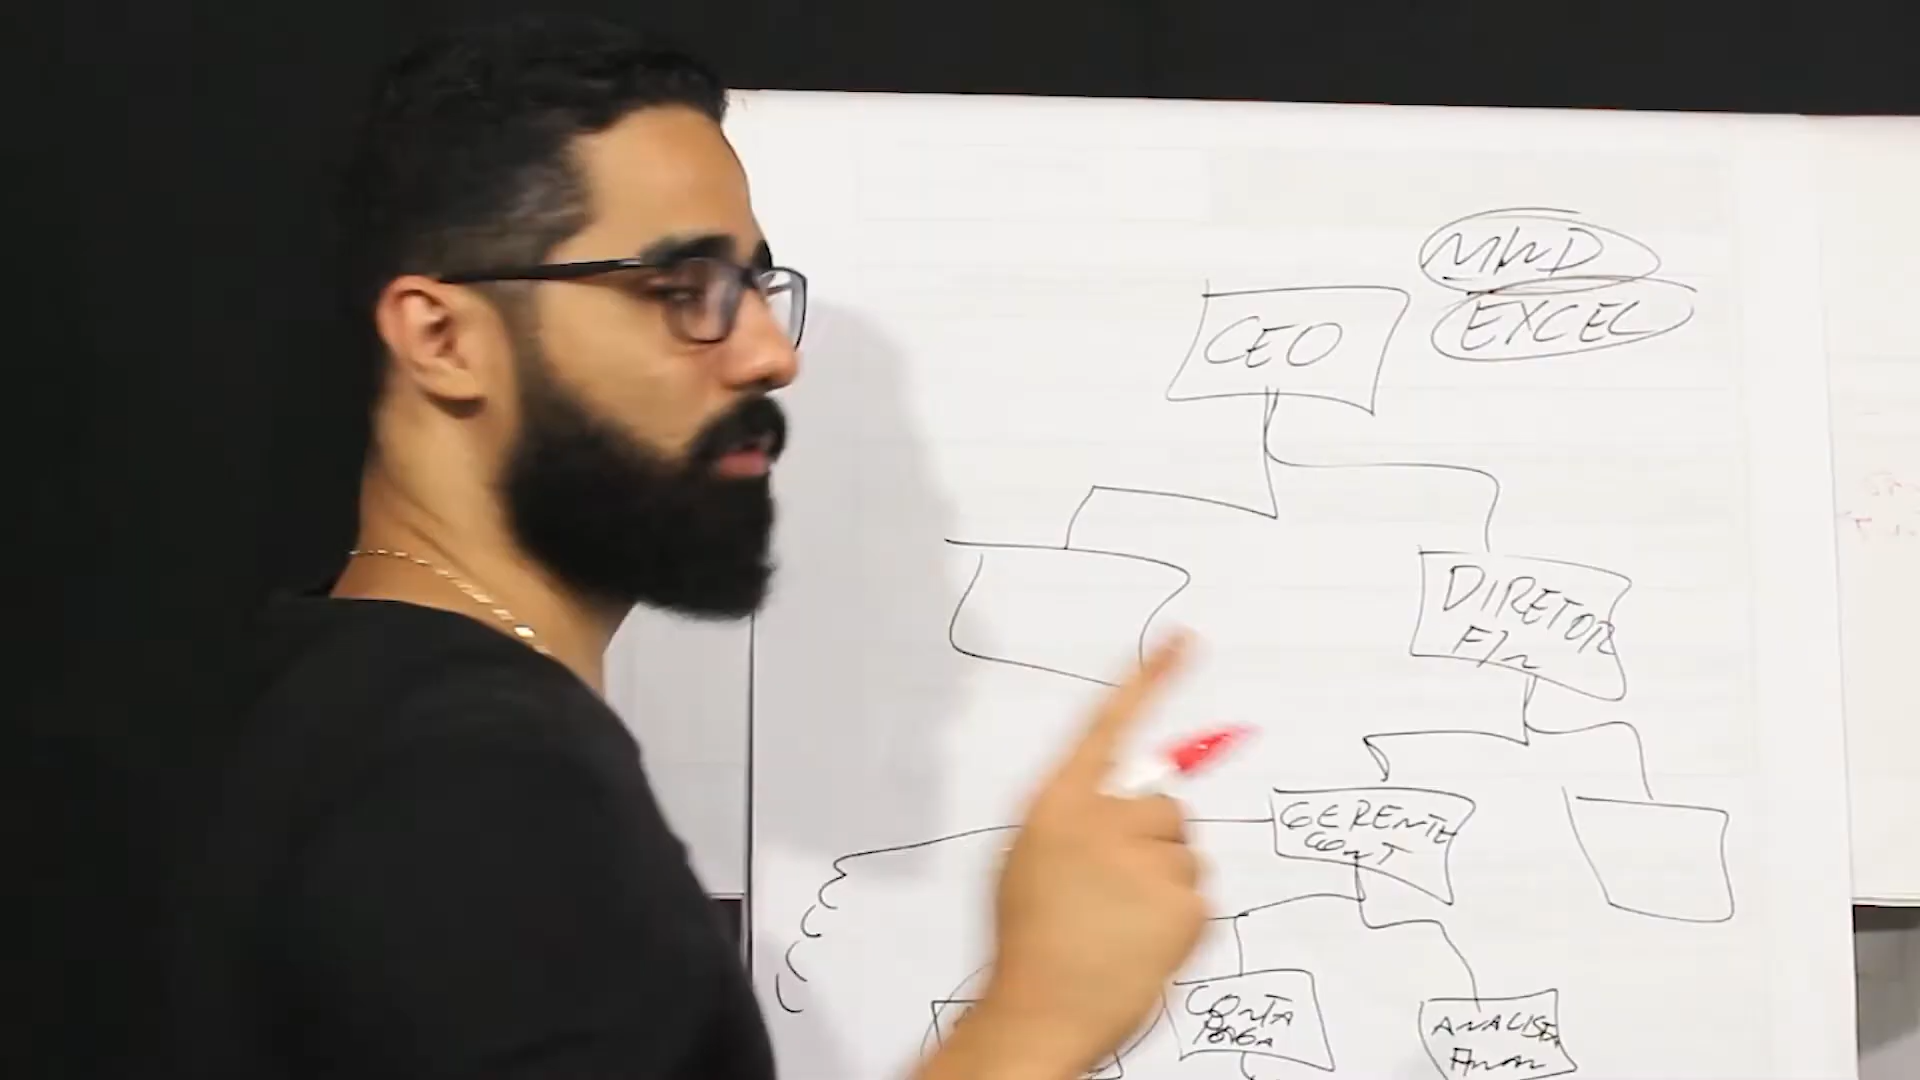 MWD
EXCEL
CEO
DIRETOR
FIN
GERENTE
CONT
CONTA
ANALISTA